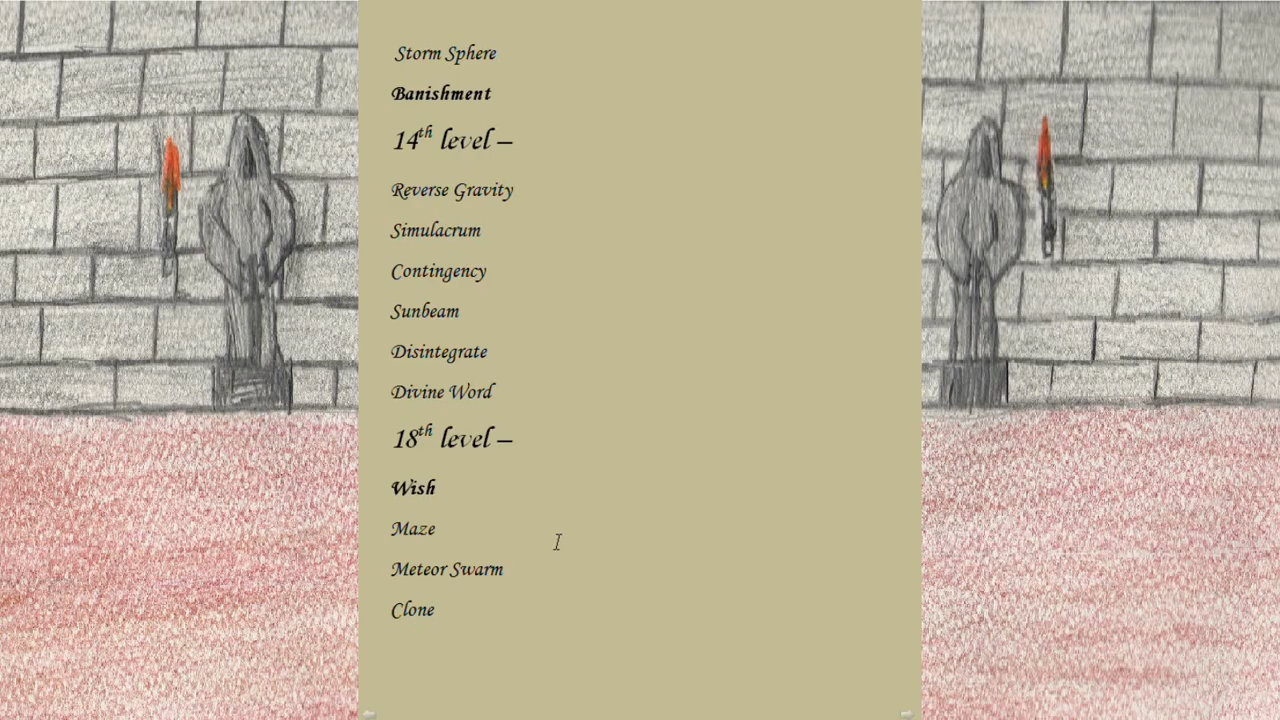 Storm Sphere
Banishment
14th level –
Reverse Gravity
Simulacrum
Contingency
Sunbeam
Disintegrate
Divine Word
18th level –
Wish
Maze
Meteor Swarm
Clone